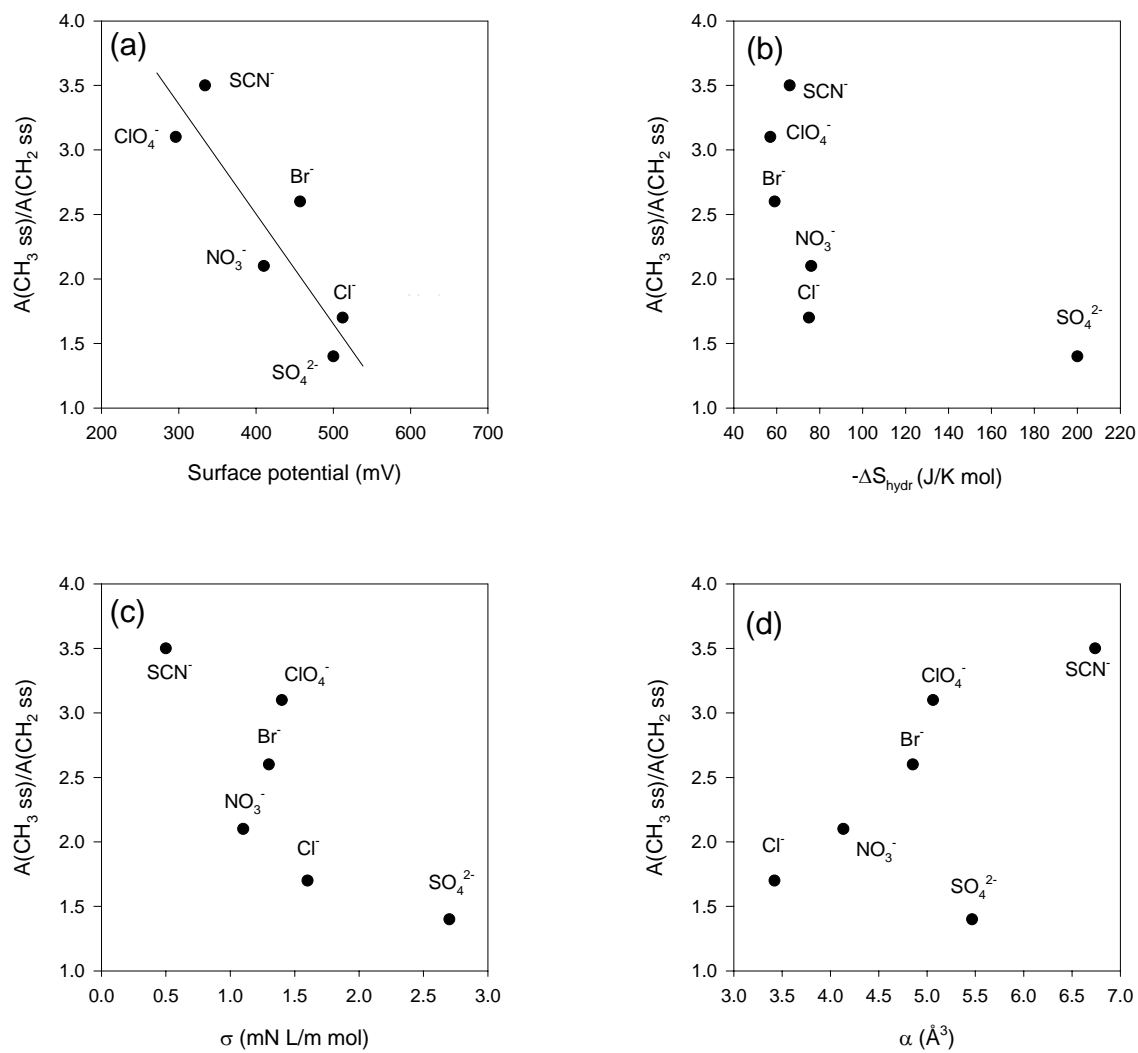 (a)
A(CH₃ ss)/A(CH₂ ss)
4.0
3.5
3.0
2.5
2.0
1.5
1.0
SCN⁻
ClO₄⁻
Br⁻
NO₃⁻
Cl⁻
SO₄²⁻
200 300 400 500 600 700
Surface potential (mV)
(b)
A(CH₃ ss)/A(CH₂ ss)
4.0
3.5
3.0
2.5
2.0
1.5
1.0
SCN⁻
ClO₄⁻
Br⁻
NO₃⁻
Cl⁻
SO₄²⁻
40 60 80 100 120 140 160 180 200 220
-ΔS_hydr (J/K mol)
(c)
A(CH₃ ss)/A(CH₂ ss)
4.0
3.5
3.0
2.5
2.0
1.5
1.0
SCN⁻
ClO₄⁻
Br⁻
NO₃⁻
Cl⁻
SO₄²⁻
0.0 0.5 1.0 1.5 2.0 2.5 3.0
σ (mN L/m mol)
(d)
A(CH₃ ss)/A(CH₂ ss)
4.0
3.5
3.0
2.5
2.0
1.5
1.0
SCN⁻
ClO₄⁻
Br⁻
Cl⁻
NO₃⁻
SO₄²⁻
3.0 3.5 4.0 4.5 5.0 5.5 6.0 6.5 7.0
α (Å³)